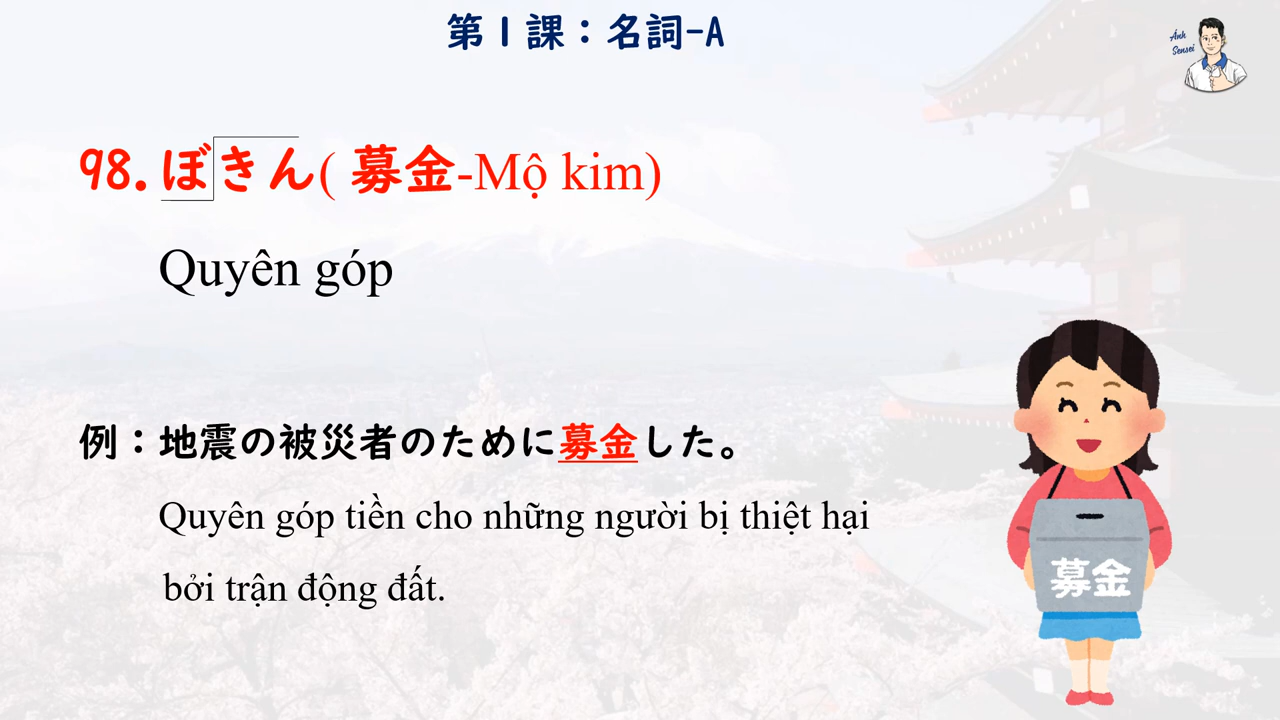 第1課：名詞-A
Ánh
Sensei
98. ぼきん( 募金-Mộ kim)
Quyên góp
例：地震の被災者のために募金した。
Quyên góp tiền cho những người bị thiệt hại
bởi trận động đất.
募金